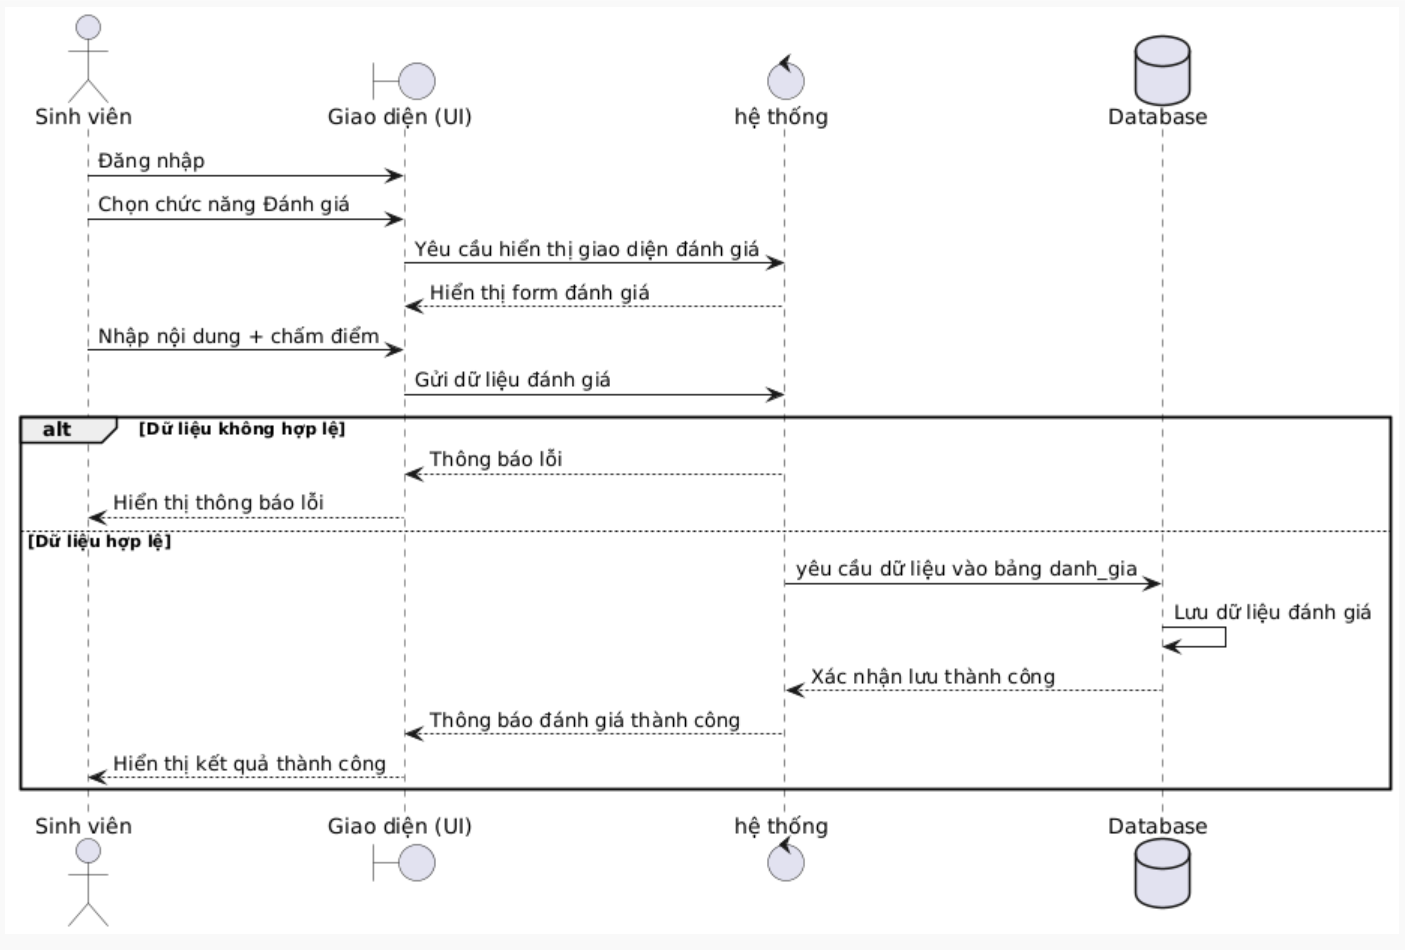 Sinh viên
Giao diện (UI)
hệ thống
Database
Đăng nhập
Chọn chức năng Đánh giá
Yêu cầu hiển thị giao diện đánh giá
Hiển thị form đánh giá
Nhập nội dung + chấm điểm
Gửi dữ liệu đánh giá
alt [Dữ liệu không hợp lệ]
Thông báo lỗi
Hiển thị thông báo lỗi
[Dữ liệu hợp lệ]
yêu cầu dữ liệu vào bảng danh_gia
Lưu dữ liệu đánh giá
Xác nhận lưu thành công
Thông báo đánh giá thành công
Hiển thị kết quả thành công
Sinh viên
Giao diện (UI)
hệ thống
Database